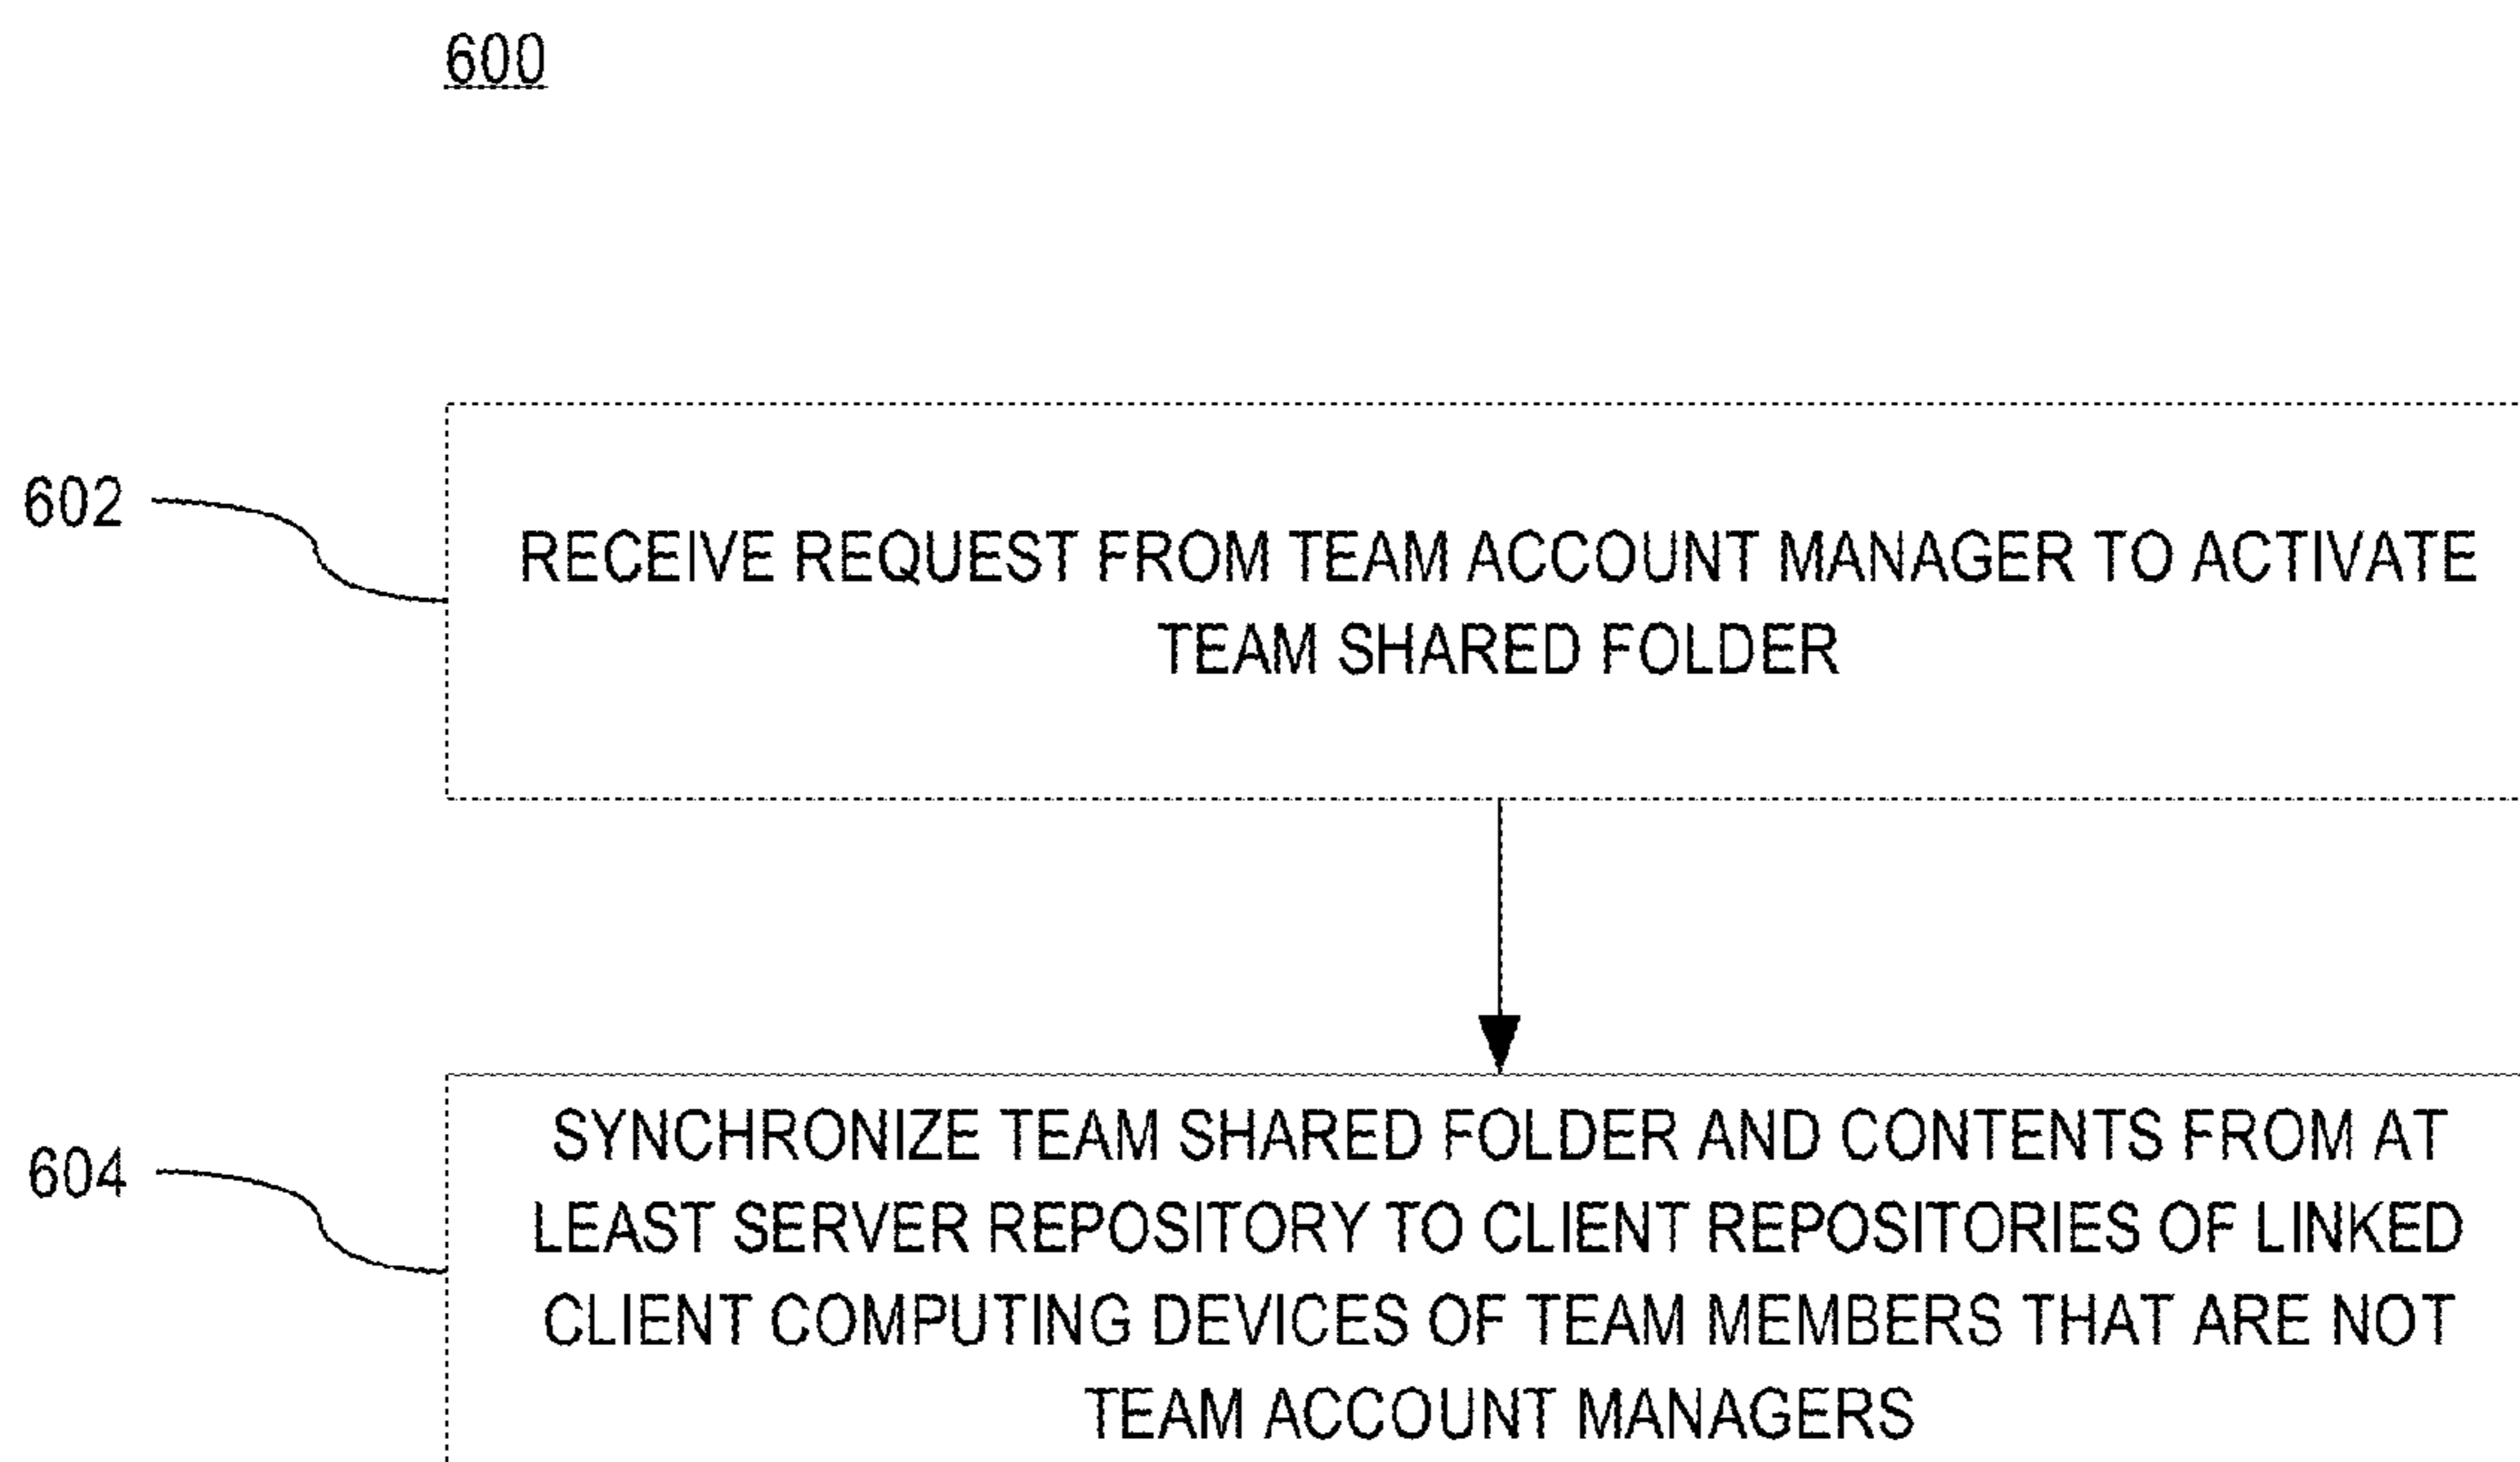 600
602
RECEIVE REQUEST FROM TEAM ACCOUNT MANAGER TO ACTIVATE
TEAM SHARED FOLDER
604
SYNCHRONIZE TEAM SHARED FOLDER AND CONTENTS FROM AT
LEAST SERVER REPOSITORY TO CLIENT REPOSITORIES OF LINKED
CLIENT COMPUTING DEVICES OF TEAM MEMBERS THAT ARE NOT
TEAM ACCOUNT MANAGERS